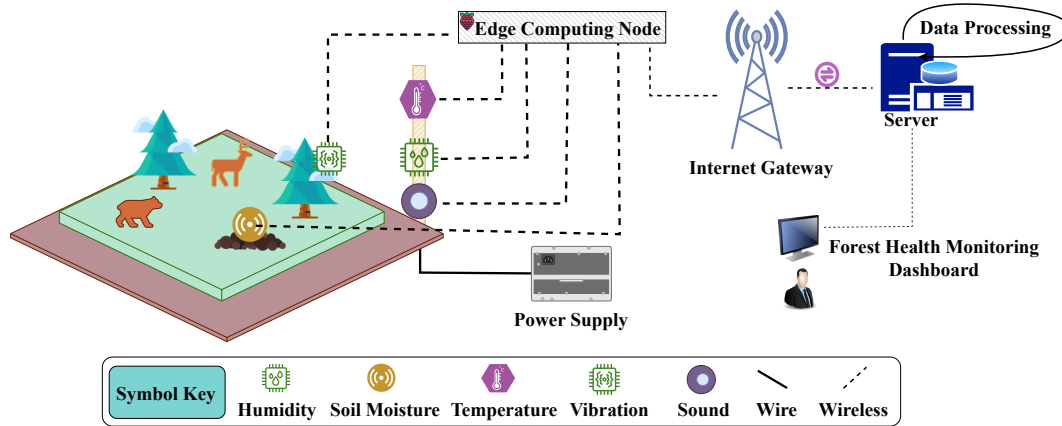 Data Processing
Edge Computing Node
Server
Internet Gateway
Forest Health Monitoring
Dashboard
Power Supply
Symbol Key
Humidity
Soil Moisture
Temperature
Vibration
Sound
Wire
Wireless